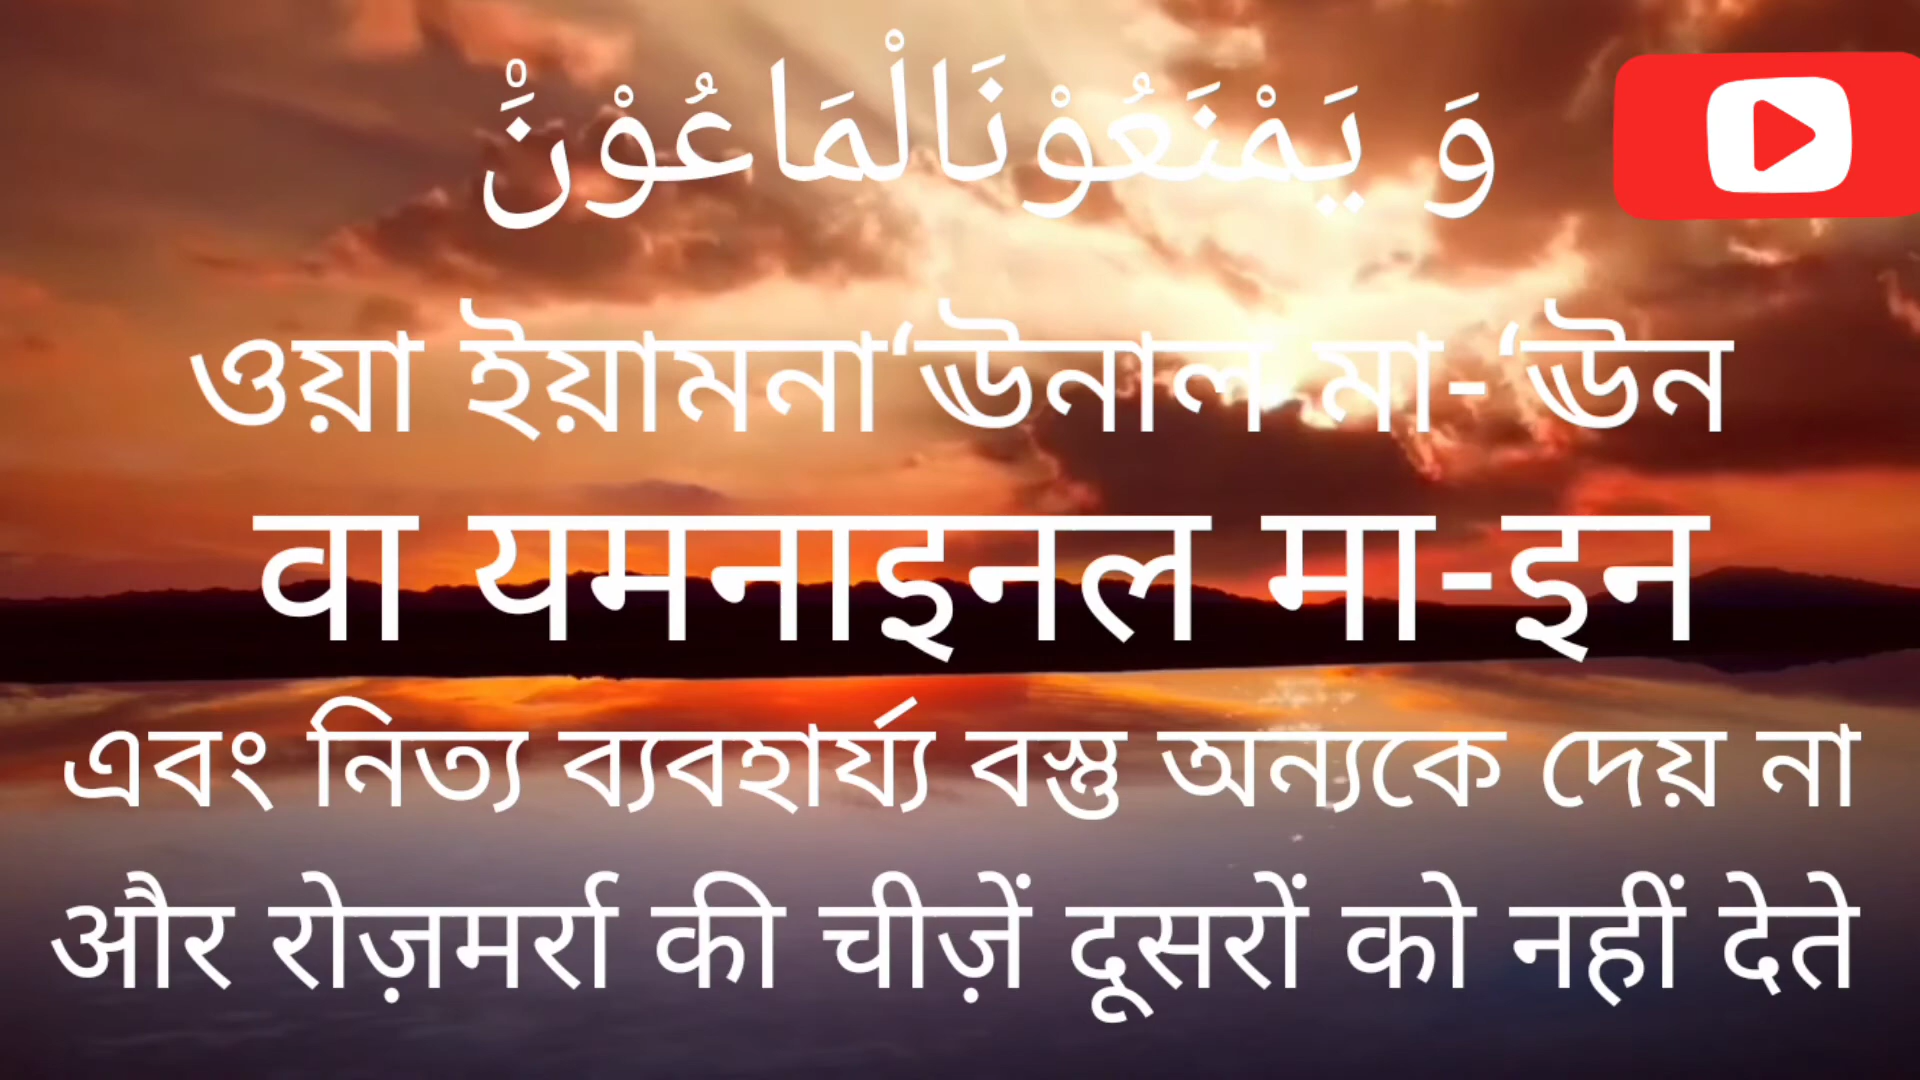 وَ يَمْنَعُوْنَالْمَاعُوْنَ۠
ওয়া ইয়ামনা‘ঊনাল মা- ‘ঊন
वा यमनाइनल मा-इन
এবং নিত্য ব্যবহার্য্য বস্তু অন্যকে দেয় না
और रोज़मर्रा की चीज़ें दूसरों को नहीं देते